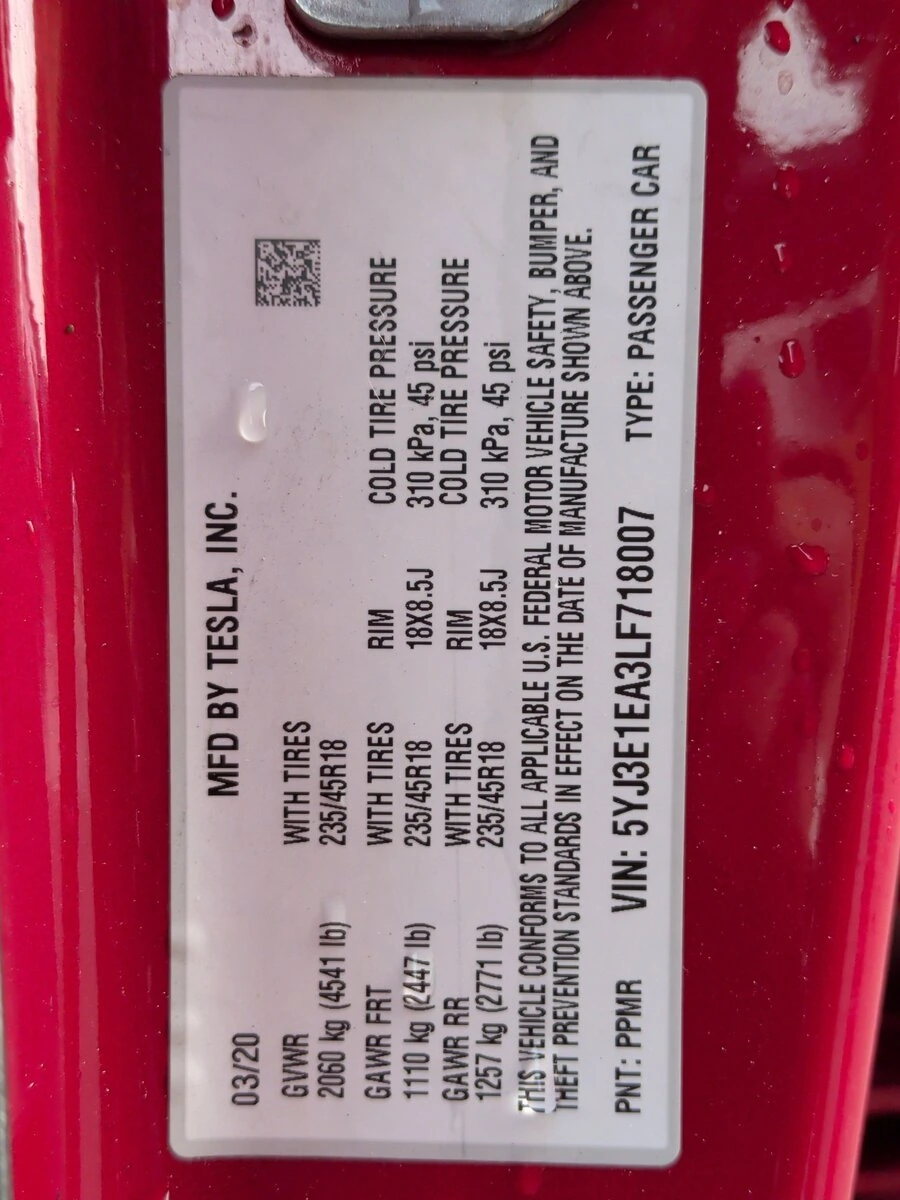 MFD BY TESLA, INC.
03/20
GVWR WITH TIRES
2060 kg (4541 lb) 235/45R18
GAWR FRT WITH TIRES RIM COLD TIRE PRESSURE
1110 kg (2447 lb) 235/45R18 18X8.5J 310 kPa, 45 psi
GAWR RR WITH TIRES RIM COLD TIRE PRESSURE
1257 kg (2771 lb) 235/45R18 18X8.5J 310 kPa, 45 psi
THIS VEHICLE CONFORMS TO ALL APPLICABLE U.S. FEDERAL MOTOR VEHICLE SAFETY, BUMPER, AND
THEFT PREVENTION STANDARDS IN EFFECT ON THE DATE OF MANUFACTURE SHOWN ABOVE.
PNT: PPMR VIN: 5YJ3E1EA3LF718007 TYPE: PASSENGER CAR